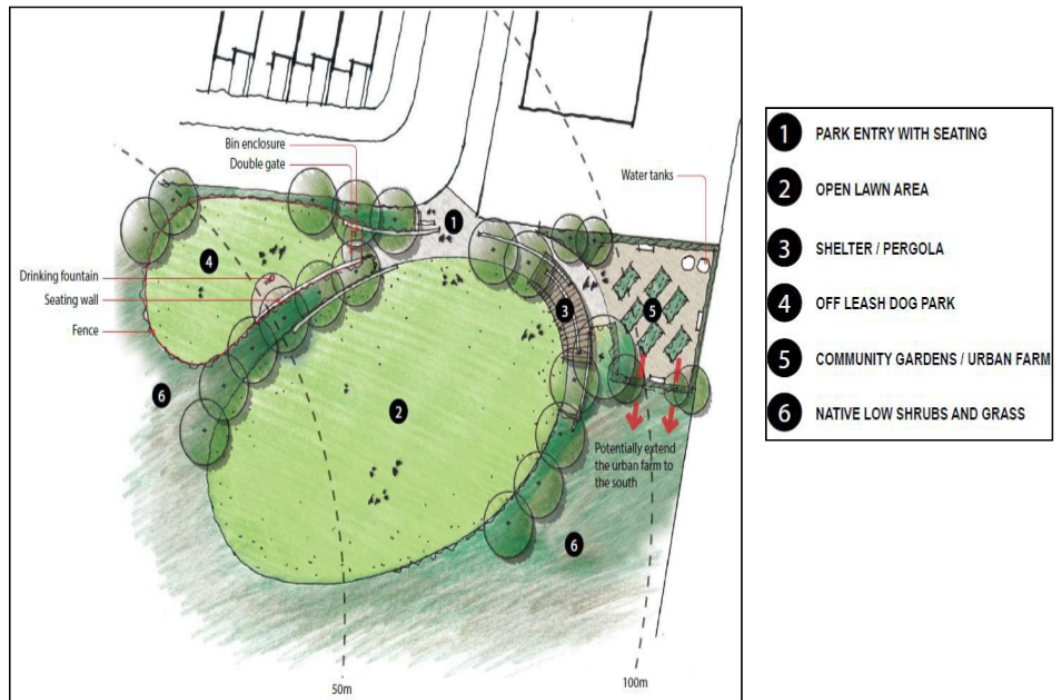 Bin enclosure
Double gate
Water tanks
1
4
Drinking fountain
Seating wall
3
5
Fence
6
2
Potentially extend
the urban farm to
the south
6
50m
100m
1 PARK ENTRY WITH SEATING
2 OPEN LAWN AREA
3 SHELTER / PERGOLA
4 OFF LEASH DOG PARK
5 COMMUNITY GARDENS / URBAN FARM
6 NATIVE LOW SHRUBS AND GRASS